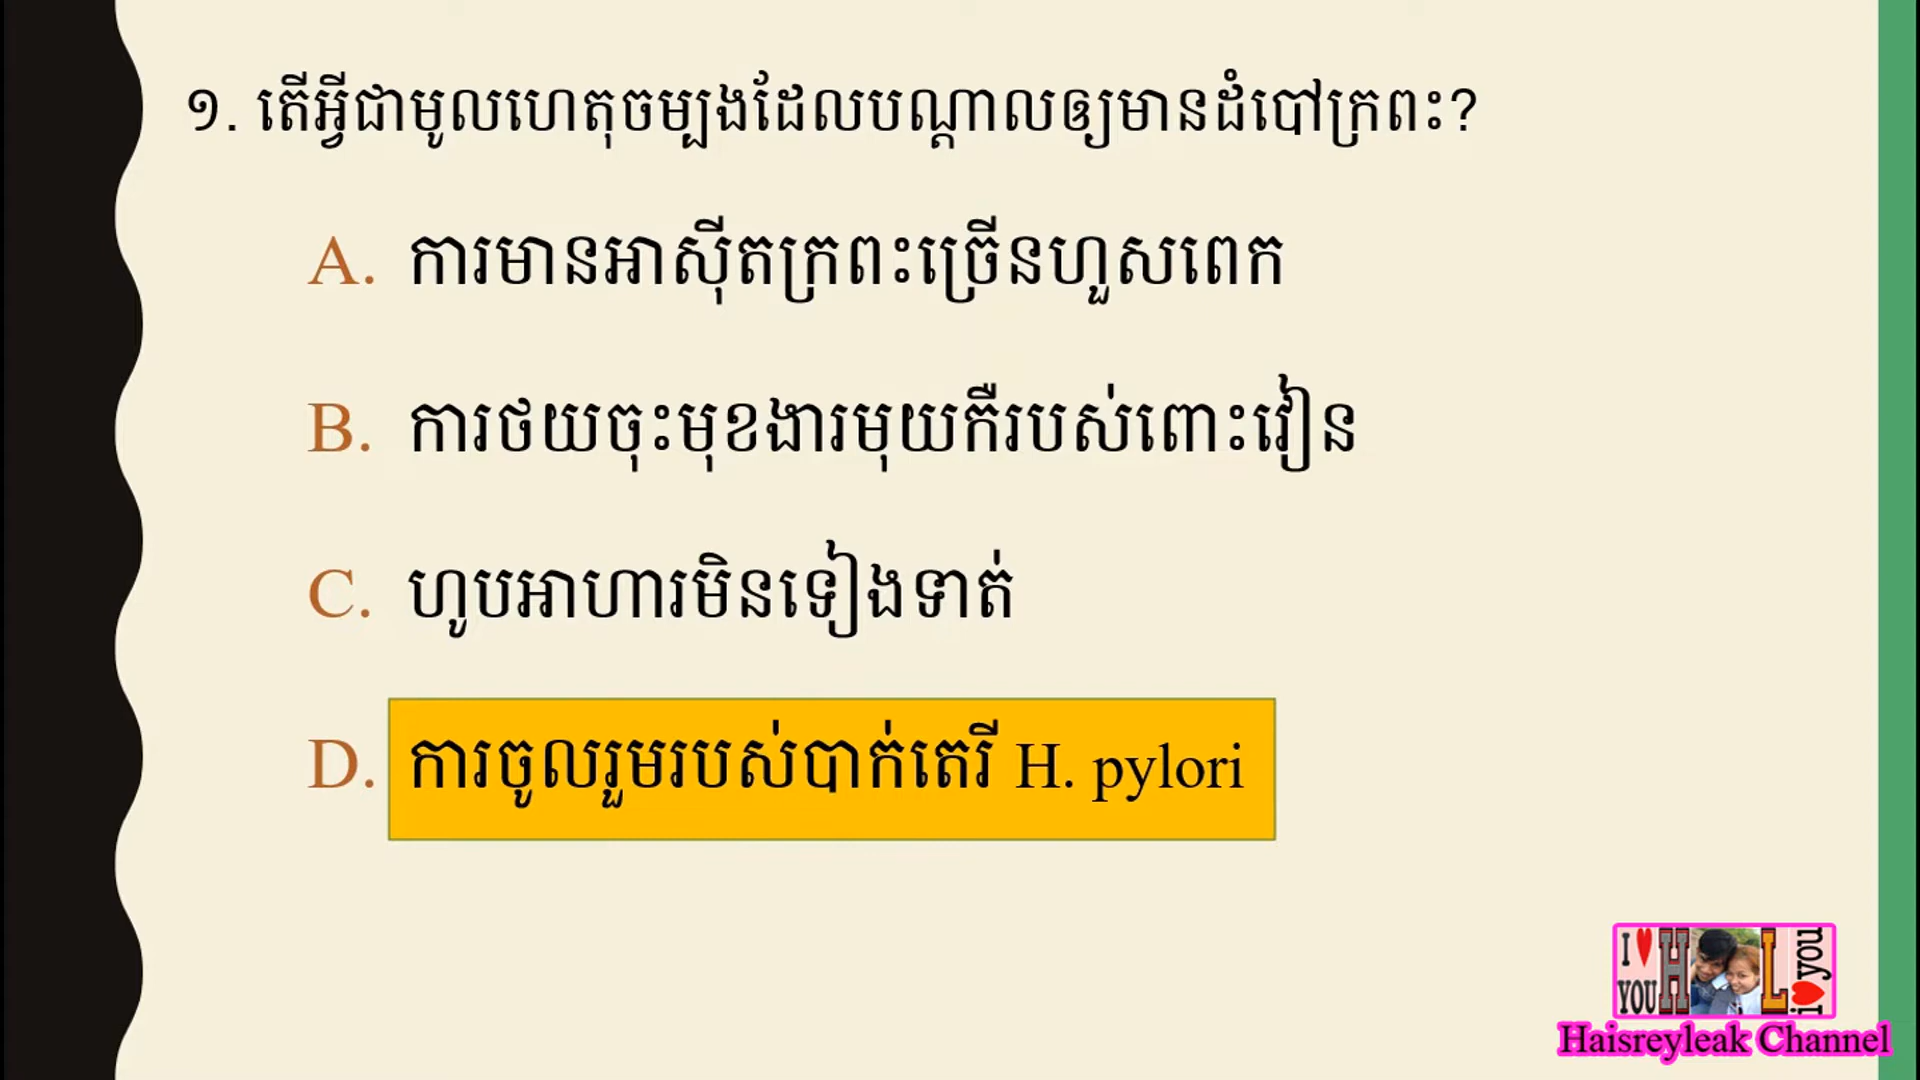 ១. តើអ្វីជាមូលហេតុចម្បងដែលបណ្តាលឲ្យមានដំបៅក្រពះ?
A. ការមានអាស៊ីតក្រពះច្រើនហួសពេក
B. ការថយចុះមុខងារមុយកឺរបស់ពោះវៀន
C. ហូបអាហារមិនទៀងទាត់
D. ការចូលរួមរបស់បាក់តេរី H. pylori
I ♥ YOU H L i ♥ you
Haisreyleak Channel